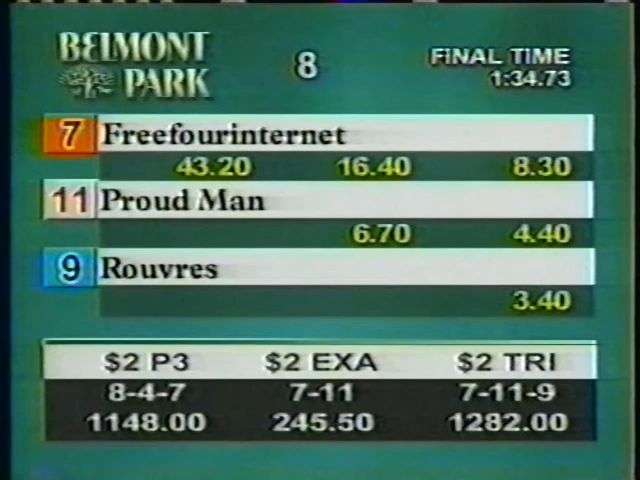 BELMONT PARK
8
FINAL TIME
1:34.73
7 Freefourinternet
43.20 16.40 8.30
11 Proud Man
6.70 4.40
9 Rouvres
3.40
$2 P3 $2 EXA $2 TRI
8-4-7 7-11 7-11-9
1148.00 245.50 1282.00